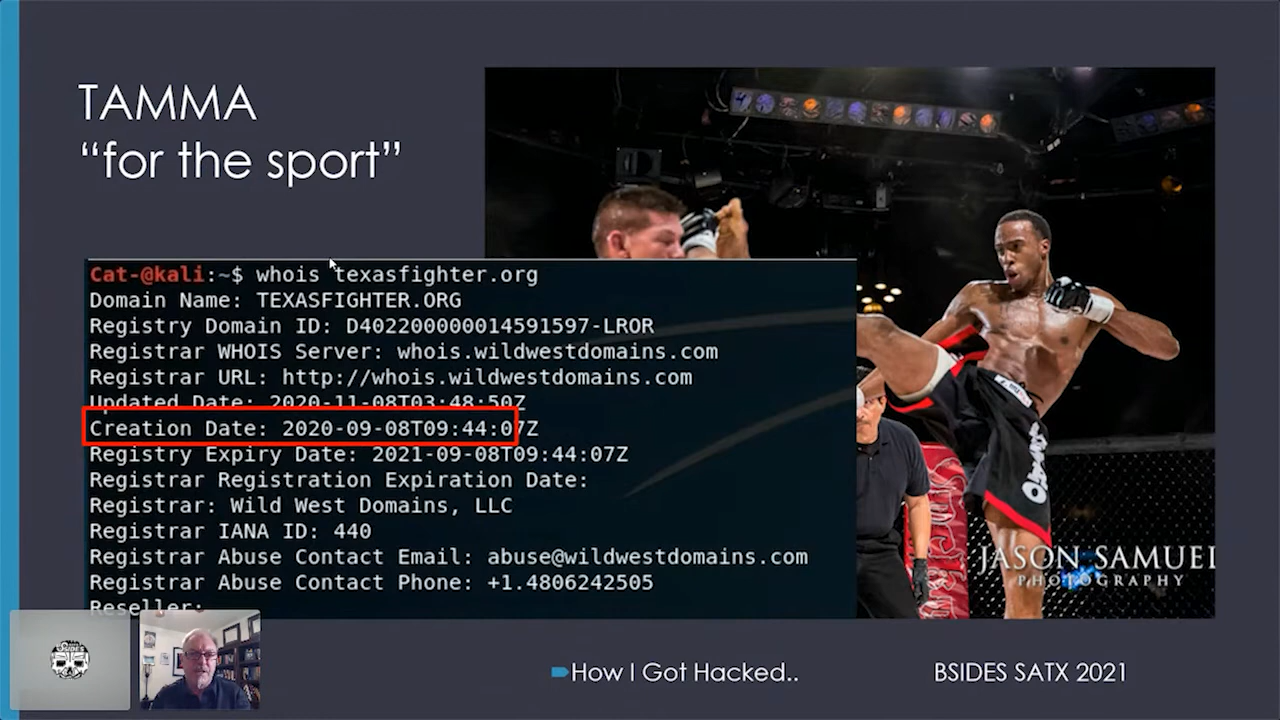 TAMMA
“for the sport”
Cat-@kali:~$ whois texasfighter.org
Domain Name: TEXASFIGHTER.ORG
Registry Domain ID: D402200000014591597-LROR
Registrar WHOIS Server: whois.wildwestdomains.com
Registrar URL: http://whois.wildwestdomains.com
Updated Date: 2020-11-08T03:48:50Z
Creation Date: 2020-09-08T09:44:07Z
Registry Expiry Date: 2021-09-08T09:44:07Z
Registrar Registration Expiration Date:
Registrar: Wild West Domains, LLC
Registrar IANA ID: 440
Registrar Abuse Contact Email: abuse@wildwestdomains.com
Registrar Abuse Contact Phone: +1.4806242505
Reseller:
JASON SAMUEL
PHOTOGRAPHY
SIDES
How I Got Hacked..
BSIDES SATX 2021